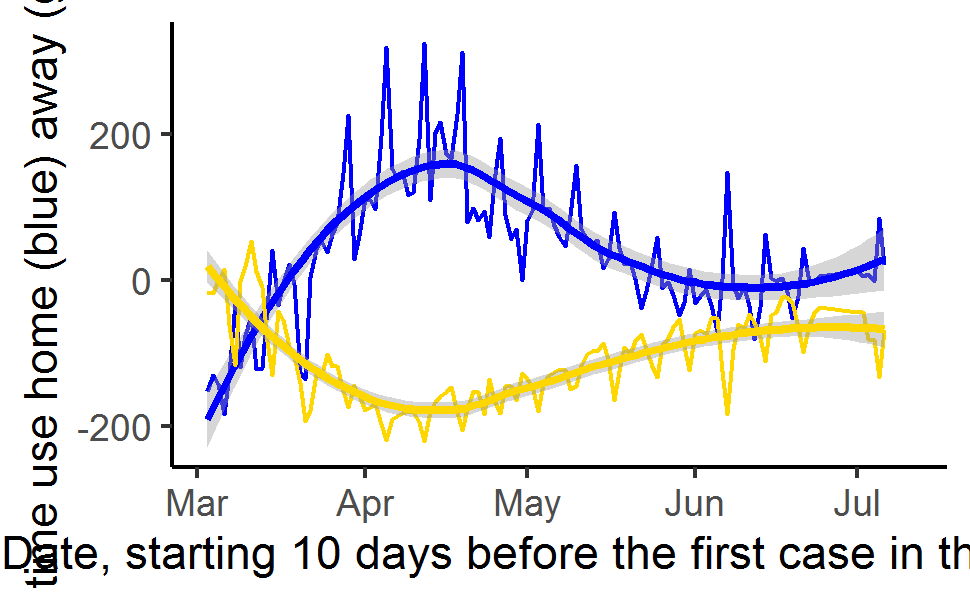 time use home (blue) away (
200
0
-200
Mar Apr May Jun Jul
Date, starting 10 days before the first case in th